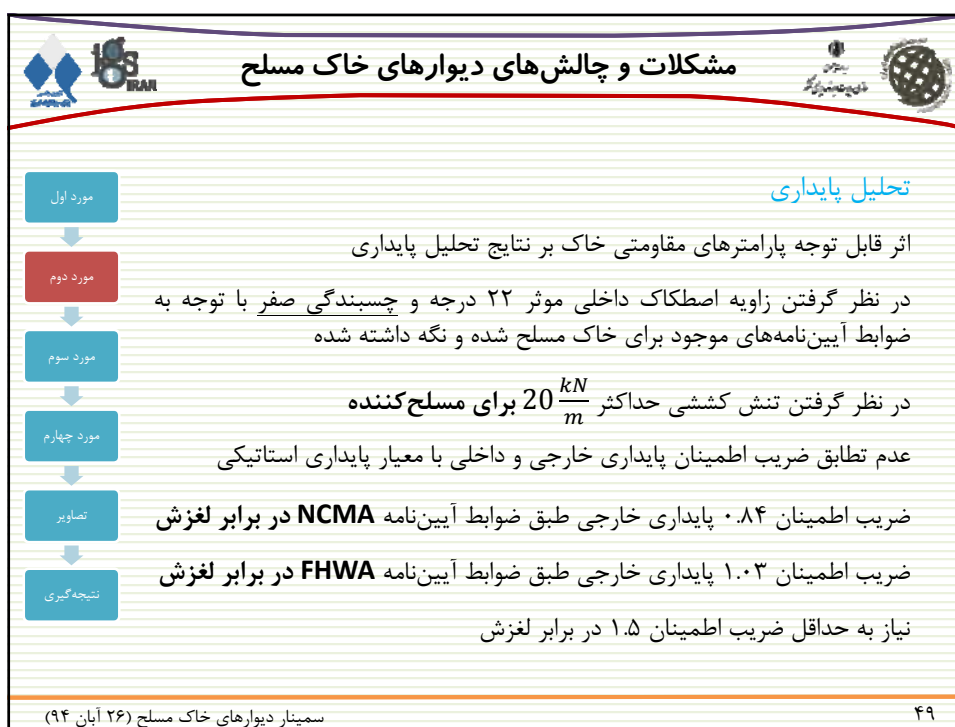 مشکلات و چالش‌های دیوارهای خاک مسلح
IGS
IRAN
مورد اول
مورد دوم
مورد سوم
مورد چهارم
تصاویر
نتیجه‌گیری
تحلیل پایداری
اثر قابل توجه پارامترهای مقاومتی خاک بر نتایج تحلیل پایداری
در نظر گرفتن زاویه اصطکاک داخلی موثر ۲۲ درجه و چسبندگی صفر با توجه به
ضوابط آیین‌نامه‌های موجود برای خاک مسلح شده و نگه داشته شده
در نظر گرفتن تنش کششی حداکثر 20 kN/m برای مسلح‌کننده
عدم تطابق ضریب اطمینان پایداری خارجی و داخلی با معیار پایداری استاتیکی
ضریب اطمینان ۰.۸۴ پایداری خارجی طبق ضوابط آیین‌نامه NCMA در برابر لغزش
ضریب اطمینان ۱.۰۳ پایداری خارجی طبق ضوابط آیین‌نامه FHWA در برابر لغزش
نیاز به حداقل ضریب اطمینان ۱.۵ در برابر لغزش
سمینار دیوارهای خاک مسلح (۲۶ آبان ۹۴)
۴۹